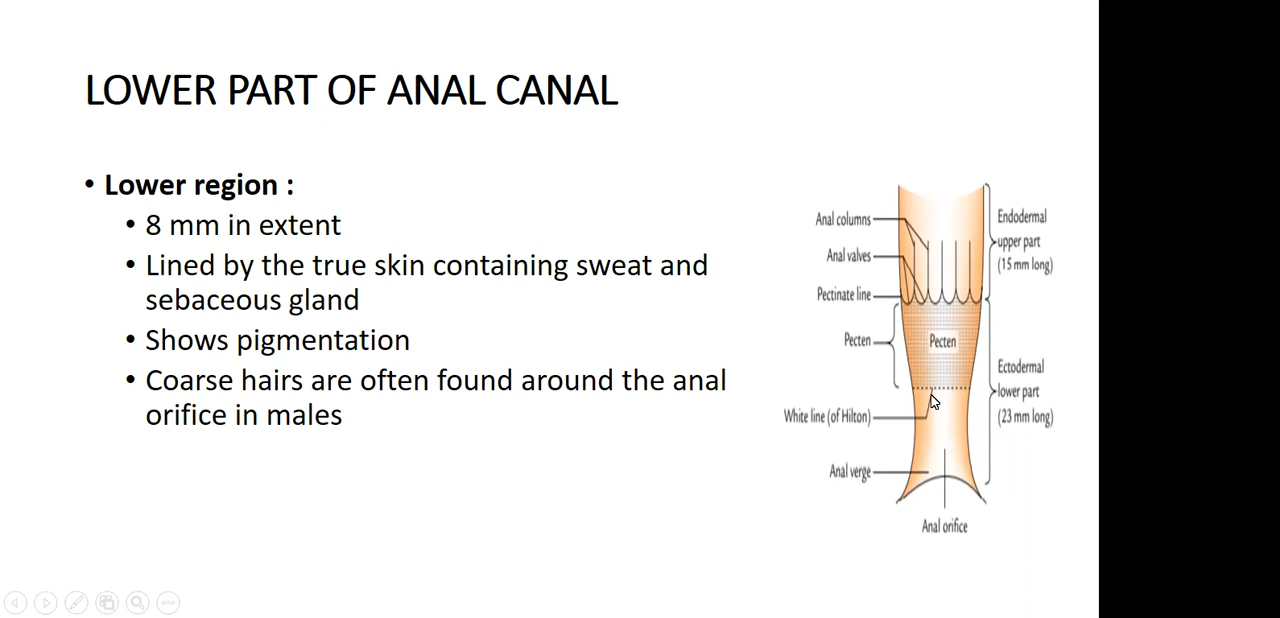 LOWER PART OF ANAL CANAL
• Lower region :
• 8 mm in extent
• Lined by the true skin containing sweat and
sebaceous gland
• Shows pigmentation
• Coarse hairs are often found around the anal
orifice in males
Anal columns
Anal valves
Pectinate line
Pecten
White line (of Hilton)
Anal verge
Pecten
Anal orifice
Endodermal
upper part
(15 mm long)
Ectodermal
lower part
(23 mm long)